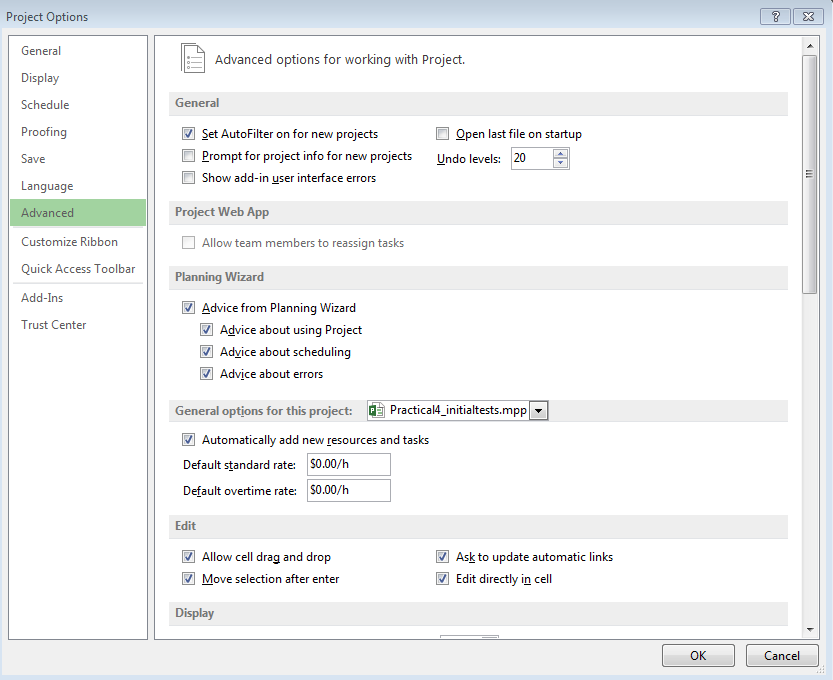 Project Options
General
Display
Schedule
Proofing
Save
Language
Advanced
Customize Ribbon
Quick Access Toolbar
Add-Ins
Trust Center
Advanced options for working with Project.
General
Set AutoFilter on for new projects
Open last file on startup
Prompt for project info for new projects
Undo levels: 20
Show add-in user interface errors
Project Web App
Allow team members to reassign tasks
Planning Wizard
Advice from Planning Wizard
Advice about using Project
Advice about scheduling
Advice about errors
General options for this project: Practical4_initialtests.mpp
Automatically add new resources and tasks
Default standard rate: $0.00/h
Default overtime rate: $0.00/h
Edit
Allow cell drag and drop
Ask to update automatic links
Move selection after enter
Edit directly in cell
Display
OK
Cancel